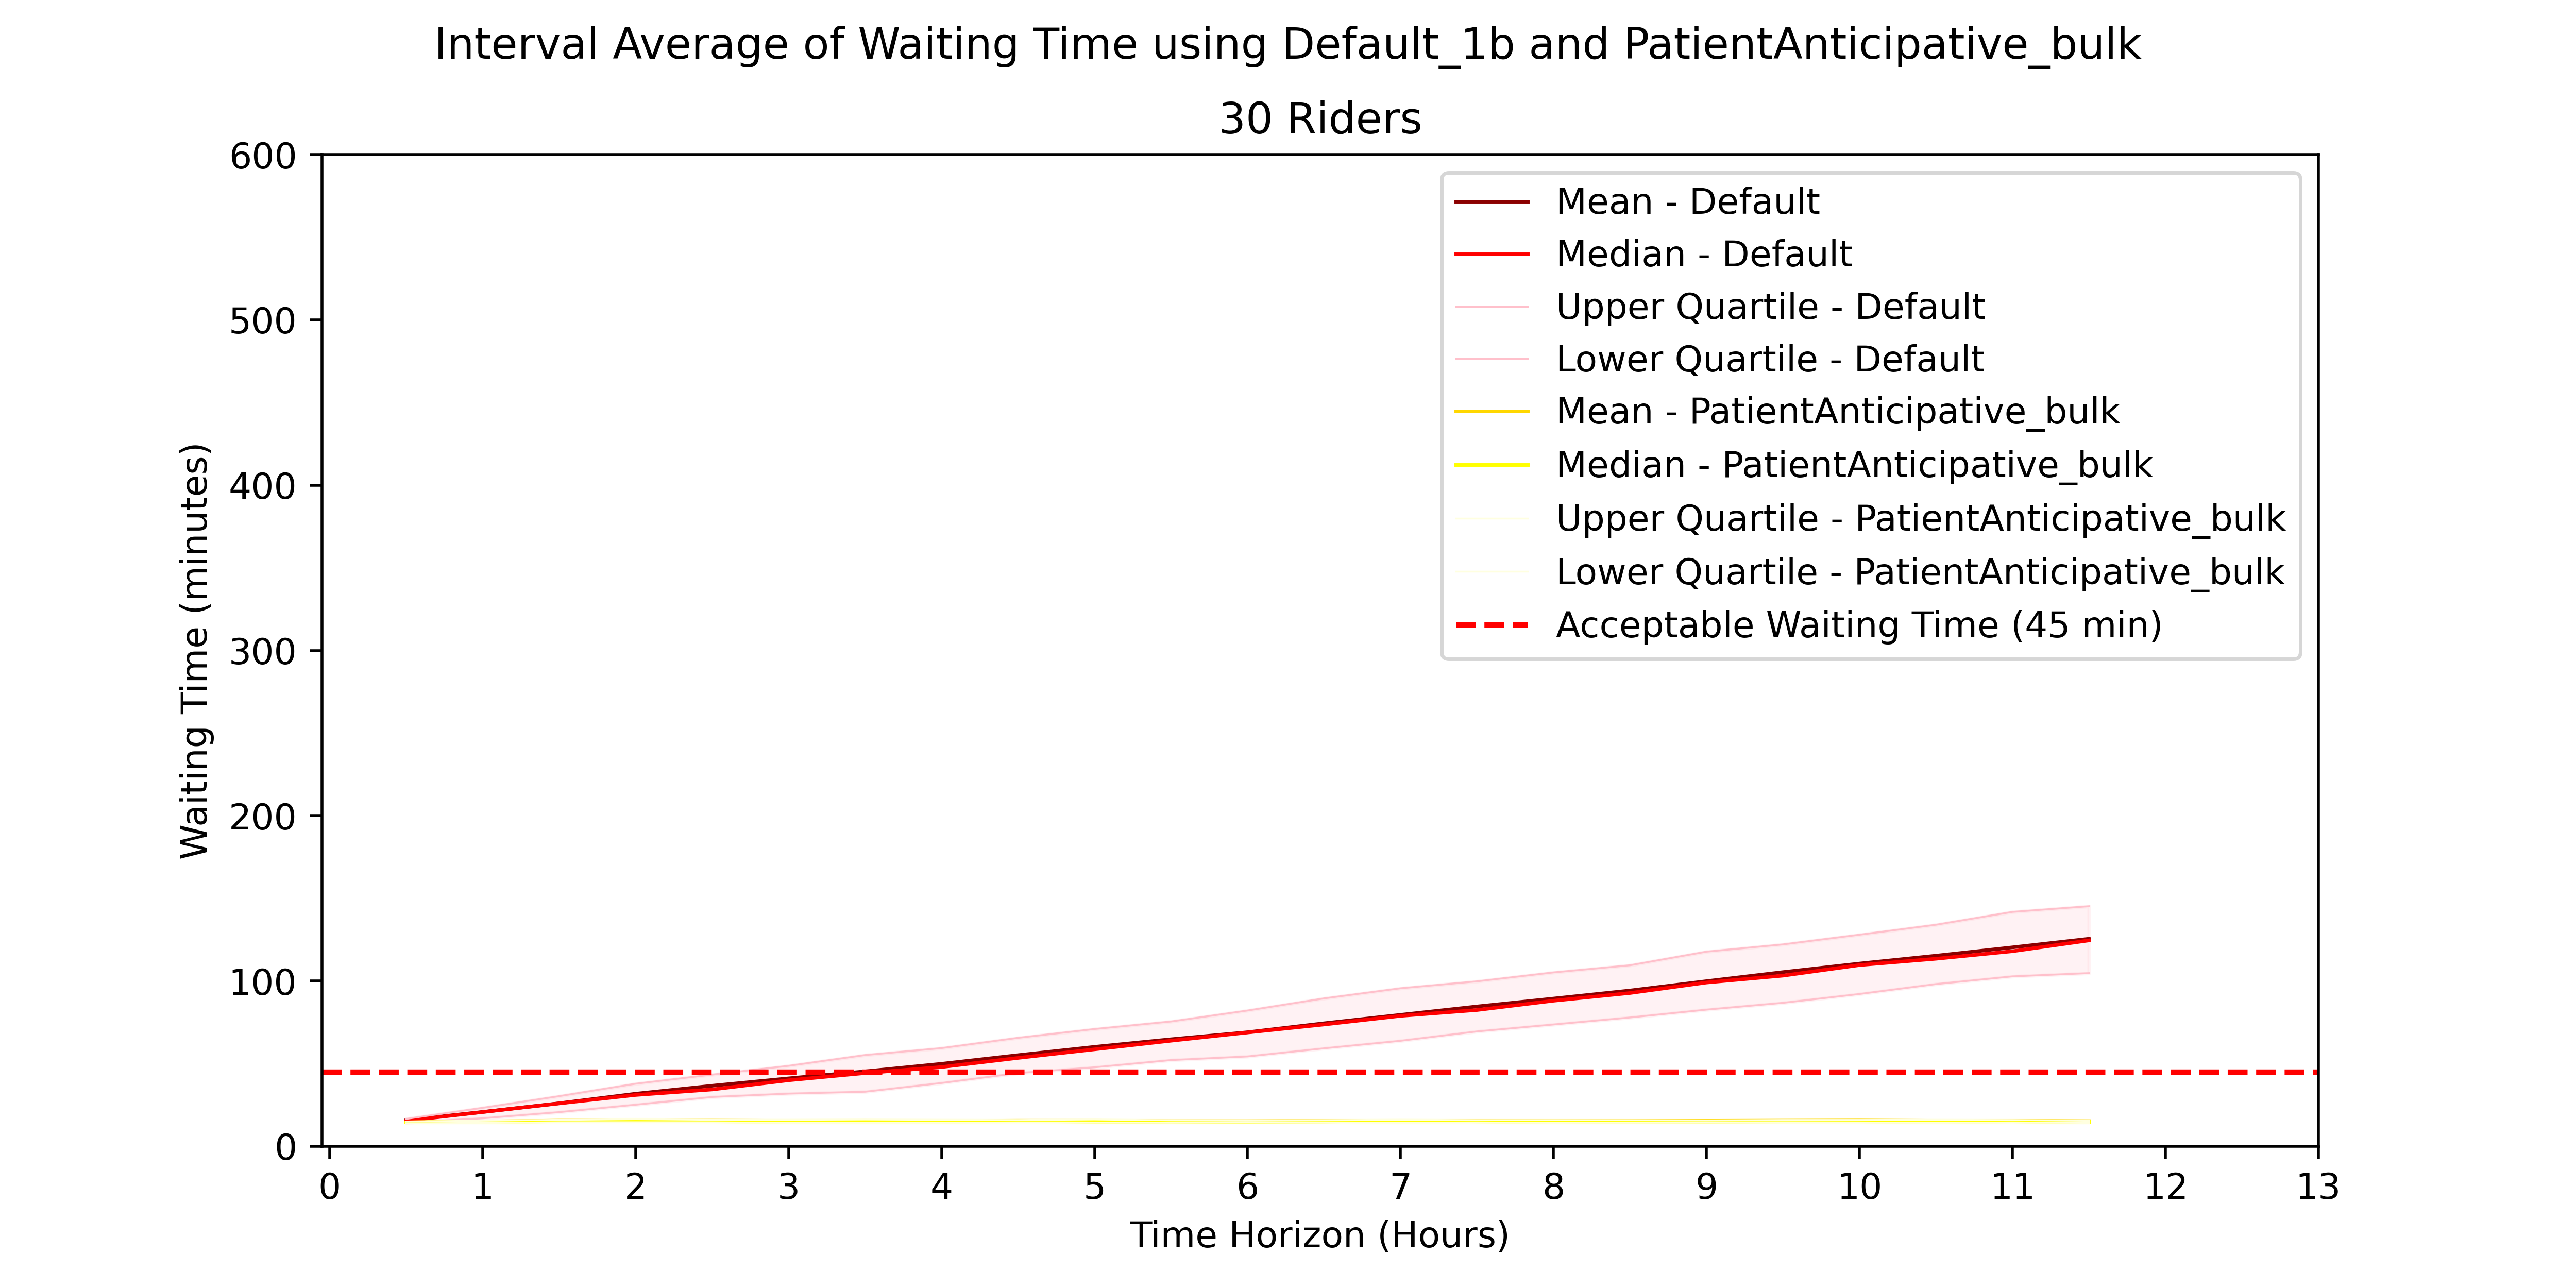 Interval Average of Waiting Time using Default_1b and PatientAnticipative_bulk
30 Riders
600
500
400
300
200
100
0
Waiting Time (minutes)
Mean - Default
Median - Default
Upper Quartile - Default
Lower Quartile - Default
Mean - PatientAnticipative_bulk
Median - PatientAnticipative_bulk
Upper Quartile - PatientAnticipative_bulk
Lower Quartile - PatientAnticipative_bulk
Acceptable Waiting Time (45 min)
0 1 2 3 4 5 6 7 8 9 10 11 12 13
Time Horizon (Hours)